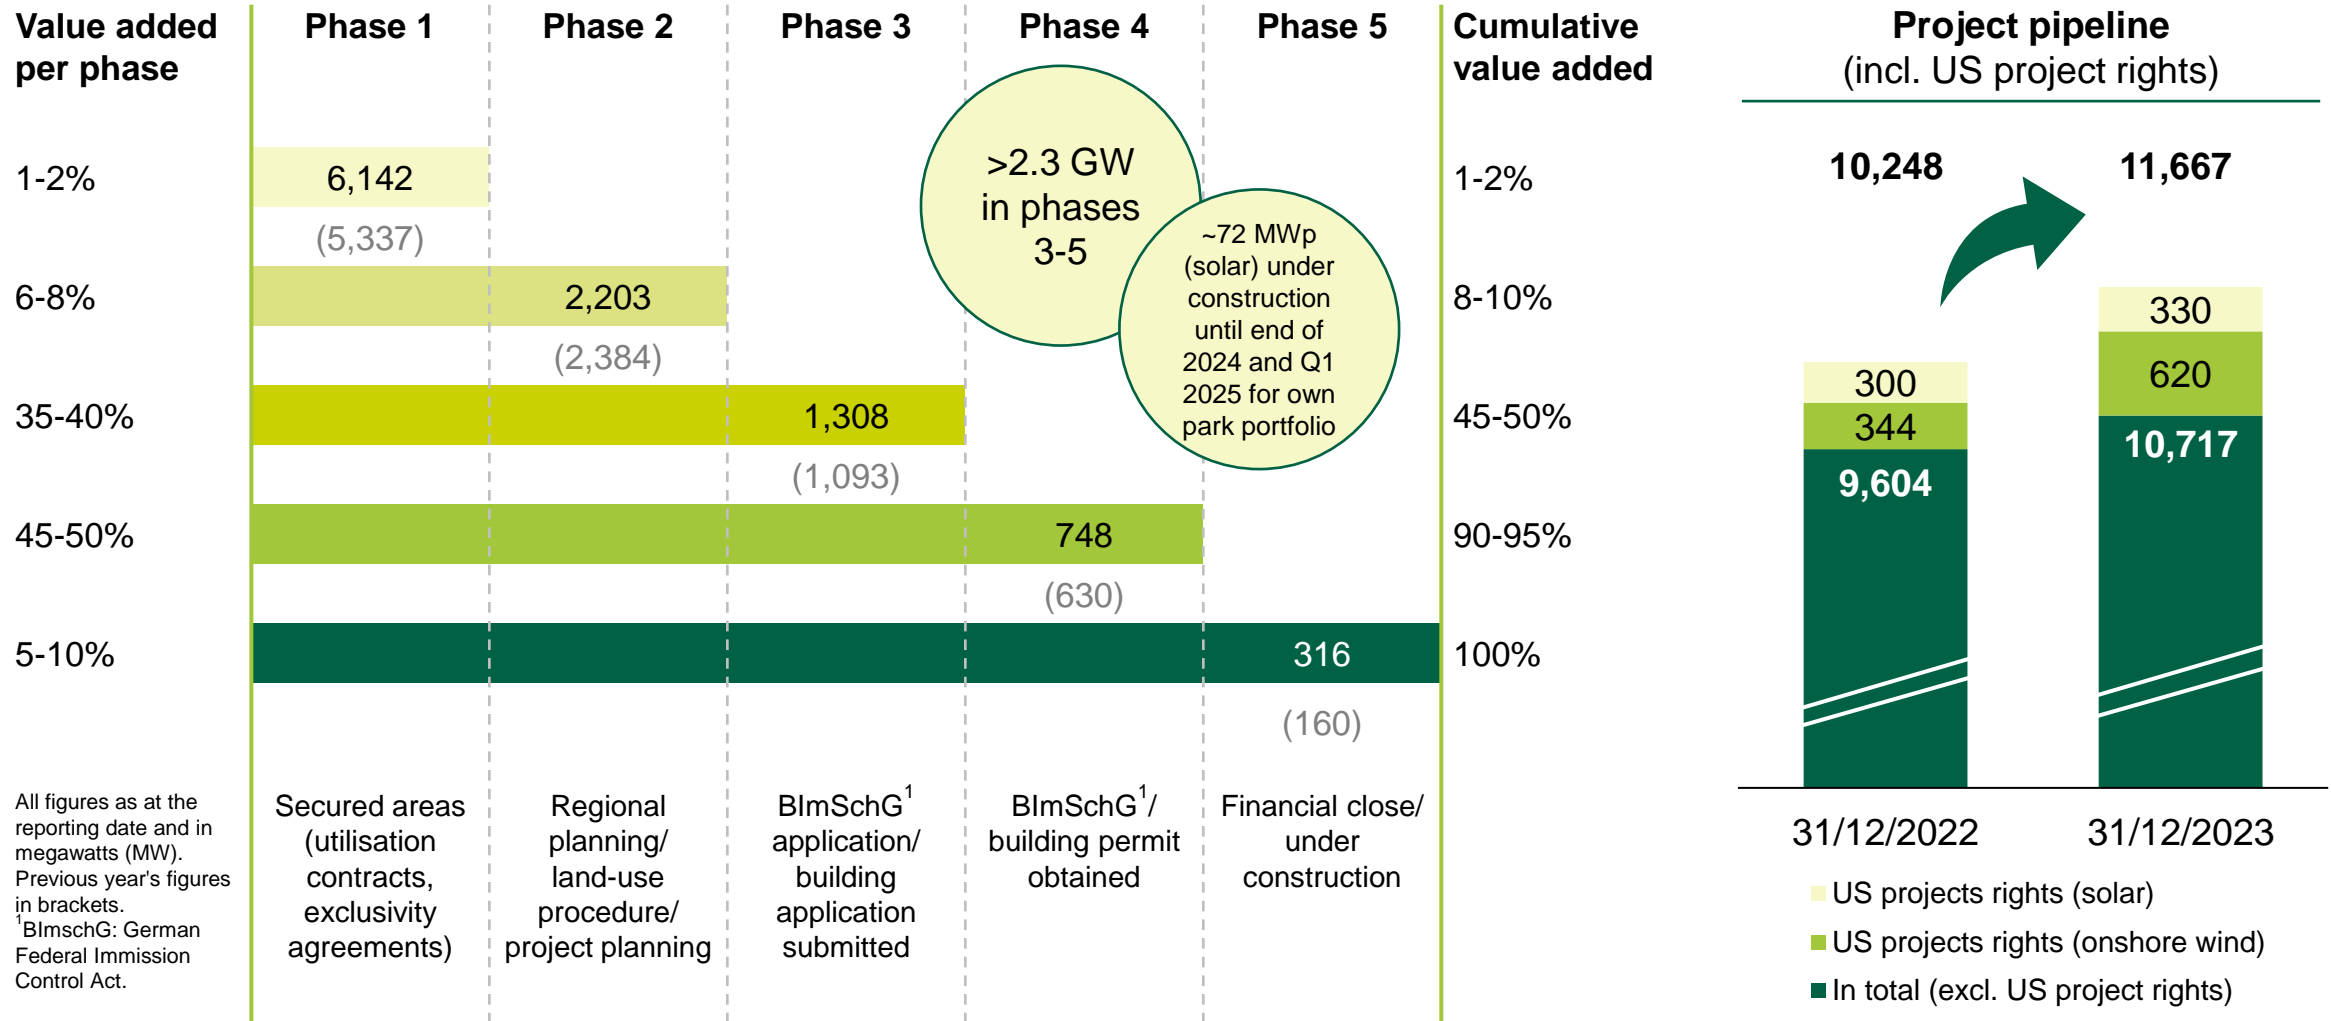 Value added
per phase
Phase 1
Phase 2
Phase 3
Phase 4
Phase 5
Cumulative
value added
1-2%
6,142
(5,337)
1-2%
6-8%
2,203
(2,384)
8-10%
35-40%
1,308
(1,093)
45-50%
45-50%
748
(630)
90-95%
5-10%
316
(160)
100%
>2.3 GW
in phases
3-5
~72 MWp
(solar) under
construction
until end of
2024 and Q1
2025 for own
park portfolio
All figures as at the
reporting date and in
megawatts (MW).
Previous year's figures
in brackets.
1BImschG: German
Federal Immission
Control Act.
Secured areas
(utilisation
contracts,
exclusivity
agreements)
Regional
planning/
land-use
procedure/
project planning
BImSchG1
application/
building
application
submitted
BImSchG1/
building permit
obtained
Financial close/
under
construction
Project pipeline
(incl. US project rights)
10,248
11,667
300
344
9,604
330
620
10,717
31/12/2022
31/12/2023
US projects rights (solar)
US projects rights (onshore wind)
In total (excl. US project rights)